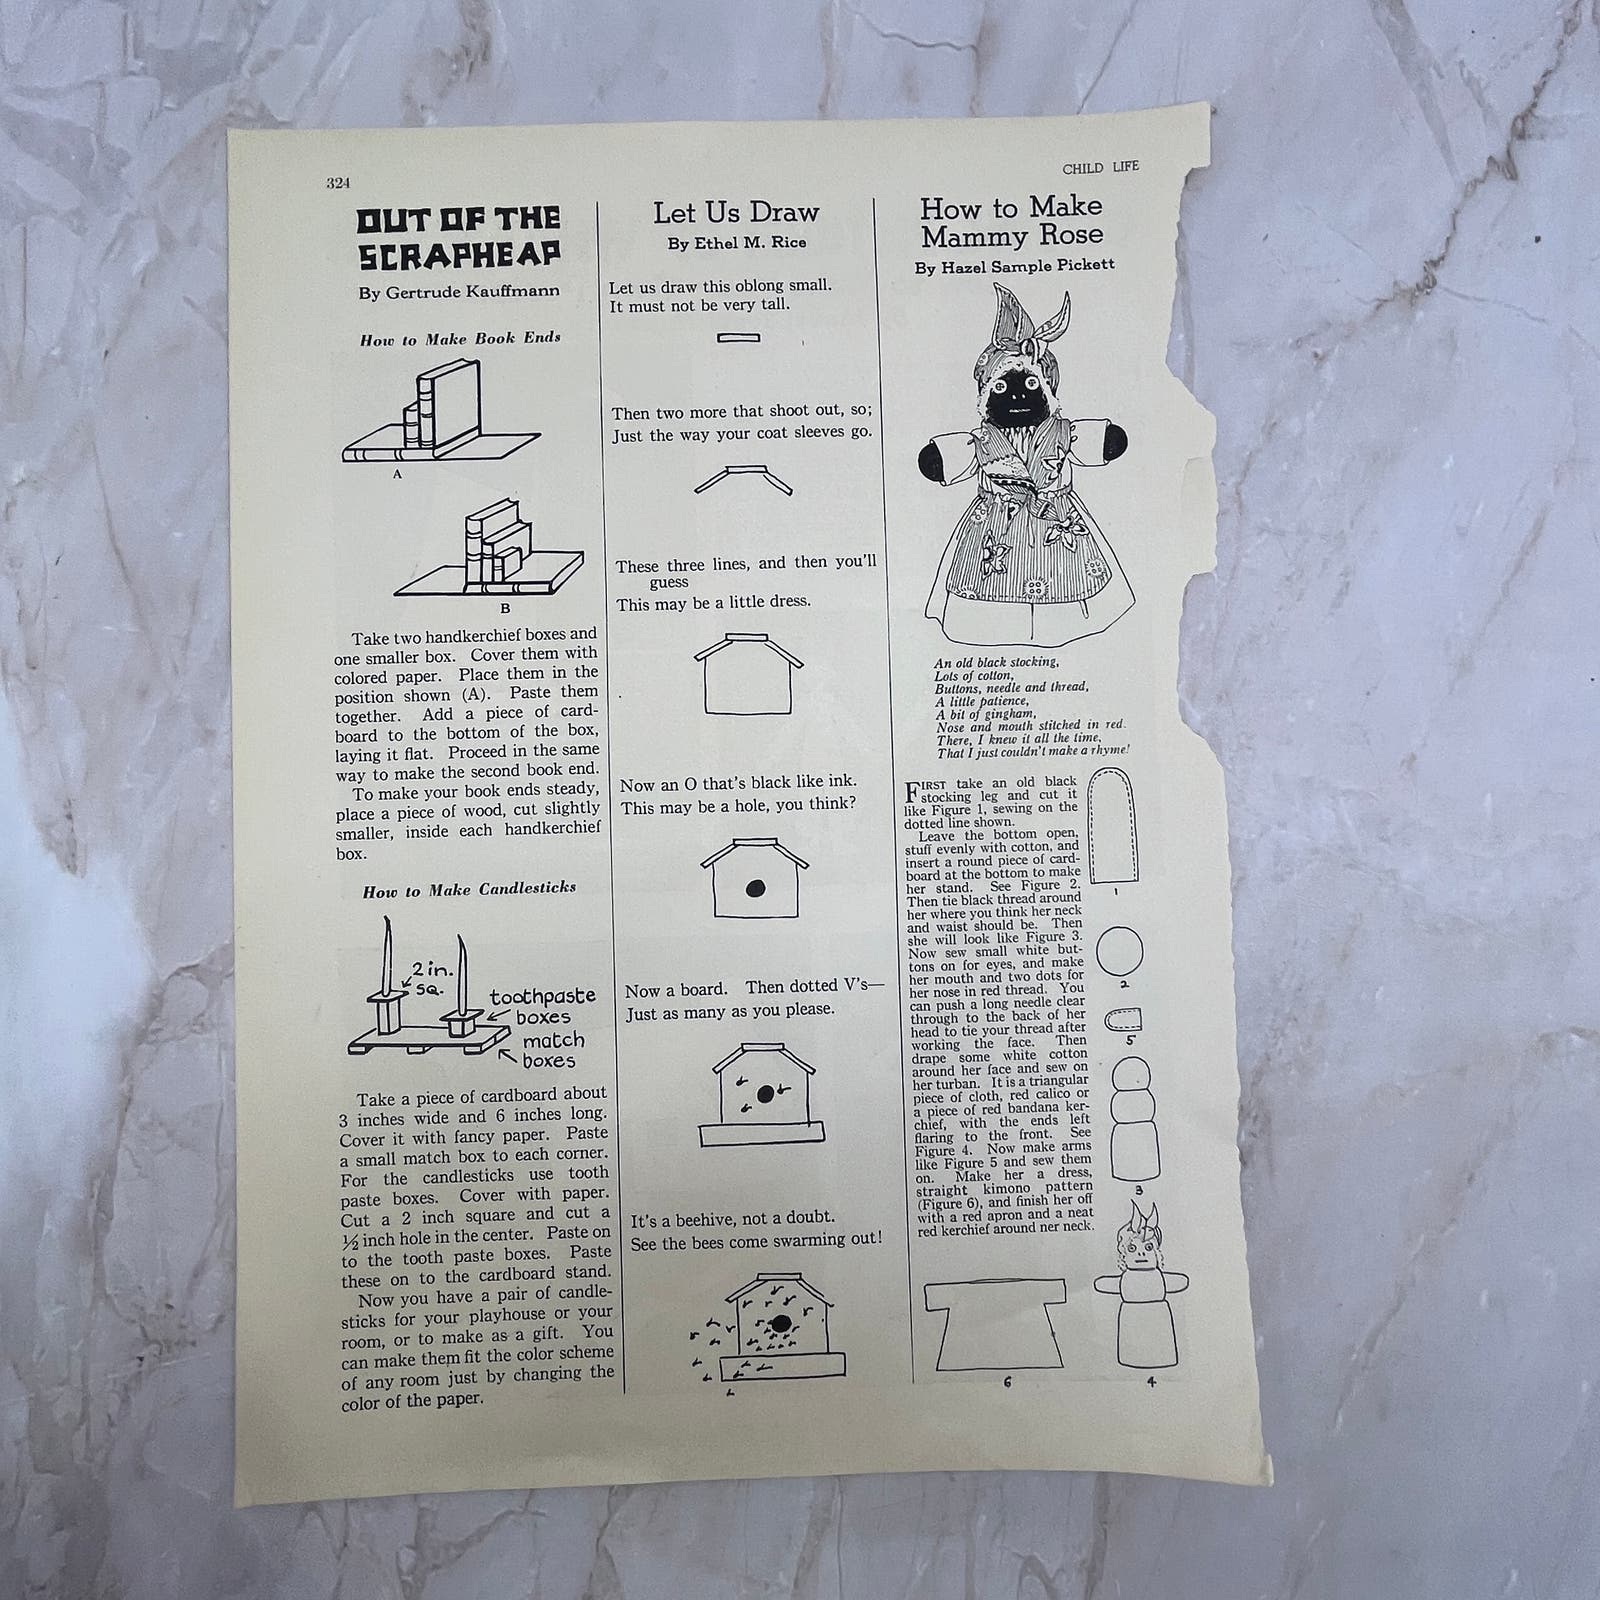 324
CHILD LIFE
OUT OF THE
SCRAPHEAP
By Gertrude Kauffmann
How to Make Book Ends
A
B
Take two handkerchief boxes and
one smaller box. Cover them with
colored paper. Place them in the
position shown (A). Paste them
together. Add a piece of card-
board to the bottom of the box,
laying it flat. Proceed in the same
way to make the second book end.
To make your book ends steady,
place a piece of wood, cut slightly
smaller, inside each handkerchief
box.
How to Make Candlesticks
2 in.
sq.
toothpaste
boxes
match
boxes
Take a piece of cardboard about
3 inches wide and 6 inches long.
Cover it with fancy paper. Paste
a small match box to each corner.
For the candlesticks use tooth
paste boxes. Cover with paper.
Cut a 2 inch square and cut a
½ inch hole in the center. Paste on
to the tooth paste boxes. Paste
these on to the cardboard stand.
Now you have a pair of candle-
sticks for your playhouse or your
room, or to make as a gift. You
can make them fit the color scheme
of any room just by changing the
color of the paper.
Let Us Draw
By Ethel M. Rice
Let us draw this oblong small.
It must not be very tall.
Then two more that shoot out, so;
Just the way your coat sleeves go.
These three lines, and then you'll
guess
This may be a little dress.
Now an O that's black like ink.
This may be a hole, you think?
Now a board. Then dotted V's—
Just as many as you please.
It's a beehive, not a doubt.
See the bees come swarming out!
How to Make
Mammy Rose
By Hazel Sample Pickett
An old black stocking,
Lots of cotton,
Buttons, needle and thread,
A little patience,
A bit of gingham,
Nose and mouth stitched in red.
There, I knew it all the time,
That I just couldn't make a rhyme!
FIRST take an old black
stocking leg and cut it
like Figure 1, sewing on the
dotted line shown.
Leave the bottom open,
stuff evenly with cotton, and
insert a round piece of card-
board at the bottom to make
her stand. See Figure 2.
Then tie black thread around
her where you think her neck
and waist should be. Then
she will look like Figure 3.
Now sew small white but-
tons on for eyes, and make
her mouth and two dots for
her nose in red thread. You
can push a long needle clear
through to the back of her
head to tie your thread after
working the face. Then
drape some white cotton
around her face and sew on
her turban. It is a triangular
piece of cloth, red calico or
a piece of red bandana ker-
chief, with the ends left
flaring to the front. See
Figure 4. Now make arms
like Figure 5 and sew them
on. Make her a dress,
straight kimono pattern
(Figure 6), and finish her off
with a red apron and a neat
red kerchief around ner neck.
1
2
5
3
6
4